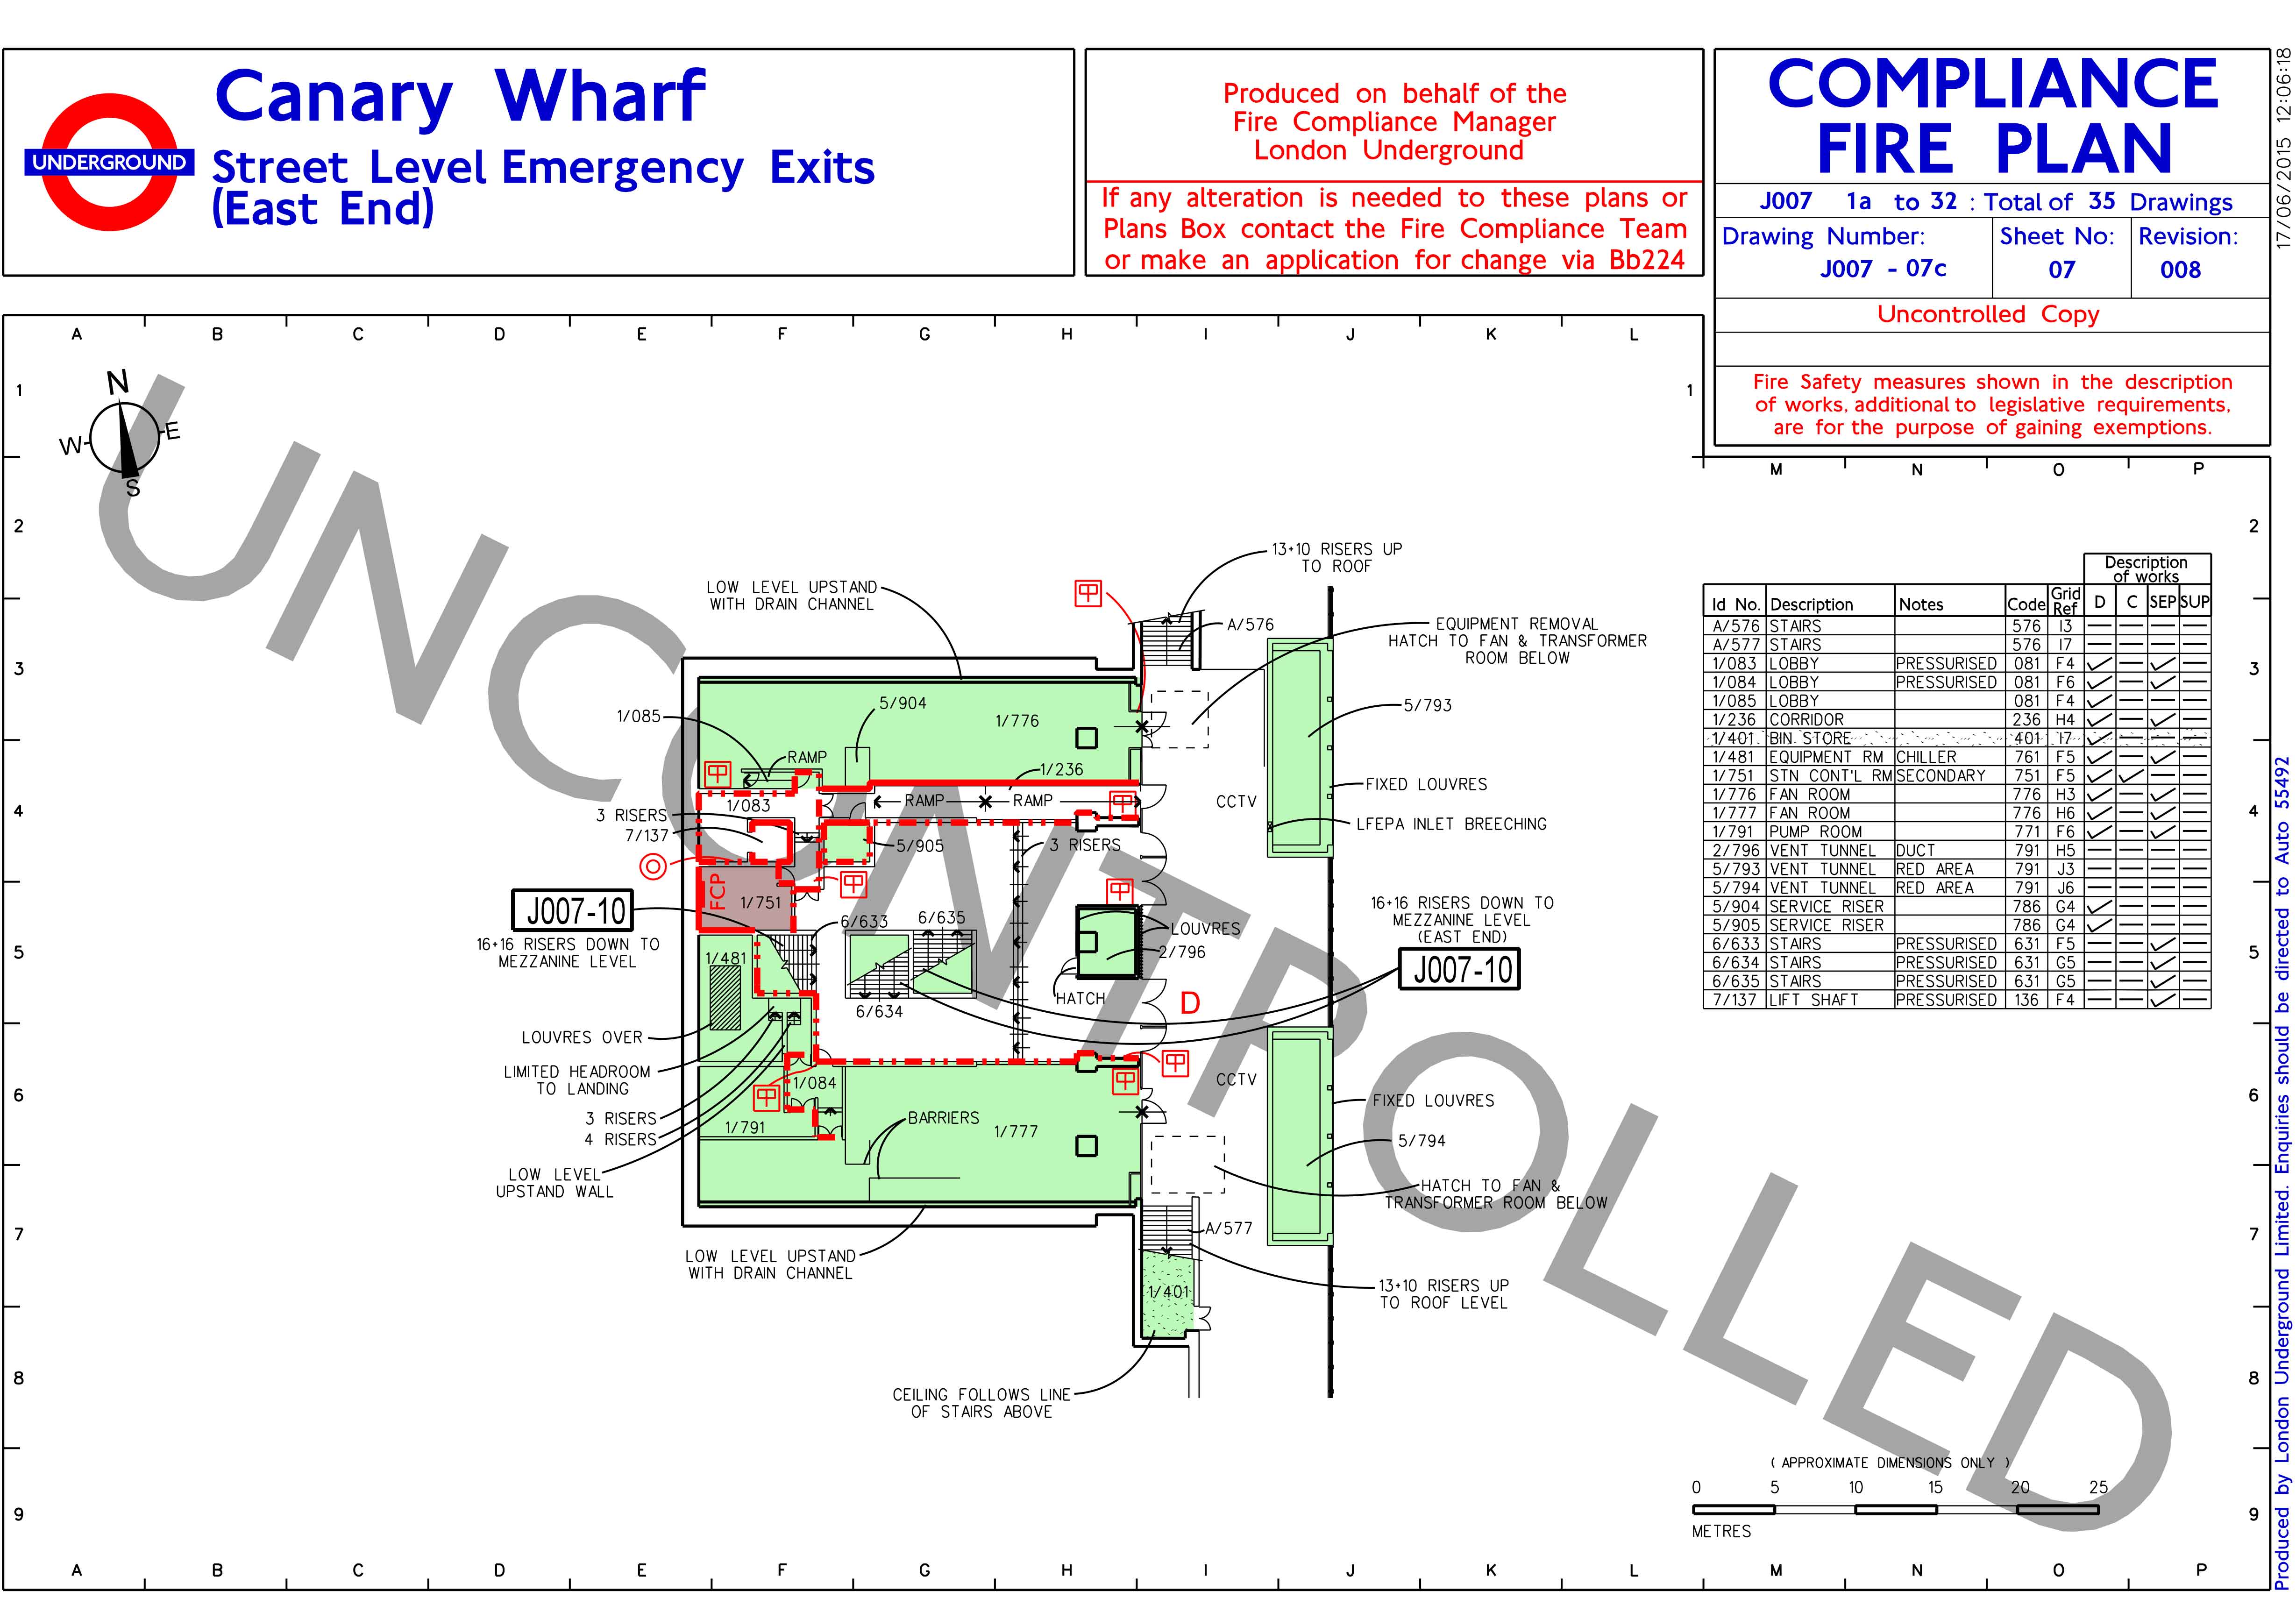 UNDERGROUND
Canary Wharf
Street Level Emergency Exits
(East End)
Produced on behalf of the
Fire Compliance Manager
London Underground
If any alteration is needed to these plans or
Plans Box contact the Fire Compliance Team
or make an application for change via Bb224
COMPLIANCE
FIRE PLAN
J007 1a to 32 : Total of 35 Drawings
Drawing Number: Sheet No: Revision:
J007 - 07c 07 008
Uncontrolled Copy
Fire Safety measures shown in the description
of works, additional to legislative requirements,
are for the purpose of gaining exemptions.
17/06/2015 12:06:18
Produced by London Underground Limited. Enquiries should be directed to Auto 55492
A B C D E F G H I J K L
M N O P
1 1
2 2
3 3
4 4
5 5
6 6
7 7
8 8
9 9
N
W E
S
UNCONTROLLED
13+10 RISERS UP
TO ROOF
LOW LEVEL UPSTAND
WITH DRAIN CHANNEL
A/576
EQUIPMENT REMOVAL
HATCH TO FAN & TRANSFORMER
ROOM BELOW
1/085
5/904
1/776
5/793
RAMP
1/236
FIXED LOUVRES
1/083
RAMP RAMP
CCTV
3 RISERS
7/137
LFEPA INLET BREECHING
5/905
3 RISERS
FCP
1/751
J007-10
16+16 RISERS DOWN TO
MEZZANINE LEVEL
6/633
6/635
LOUVRES
2/796
16+16 RISERS DOWN TO
MEZZANINE LEVEL
(EAST END)
J007-10
1/481
HATCH
D
6/634
LOUVRES OVER
LIMITED HEADROOM
TO LANDING
1/084
CCTV
3 RISERS
4 RISERS
1/791
BARRIERS
1/777
FIXED LOUVRES
5/794
LOW LEVEL
UPSTAND WALL
HATCH TO FAN &
TRANSFORMER ROOM BELOW
A/577
LOW LEVEL UPSTAND
WITH DRAIN CHANNEL
1/401
13+10 RISERS UP
TO ROOF LEVEL
CEILING FOLLOWS LINE
OF STAIRS ABOVE
Description
of works
Id No. Description Notes Code Grid Ref D C SEP SUP
A/576 STAIRS 576 I3 — — — —
A/577 STAIRS 576 I7 — — — —
1/083 LOBBY PRESSURISED 081 F4 ✓ — ✓ —
1/084 LOBBY PRESSURISED 081 F6 ✓ — ✓ —
1/085 LOBBY 081 F4 ✓ — — —
1/236 CORRIDOR 236 H4 ✓ — ✓ —
1/401 BIN STORE 401 I7 ✓ — — —
1/481 EQUIPMENT RM CHILLER 761 F5 ✓ — ✓ —
1/751 STN CONT'L RM SECONDARY 751 F5 ✓ ✓ — —
1/776 FAN ROOM 776 H3 ✓ — ✓ —
1/777 FAN ROOM 776 H6 ✓ — ✓ —
1/791 PUMP ROOM 771 F6 ✓ — ✓ —
2/796 VENT TUNNEL DUCT 791 H5 — — — —
5/793 VENT TUNNEL RED AREA 791 J3 — — — —
5/794 VENT TUNNEL RED AREA 791 J6 — — — —
5/904 SERVICE RISER 786 G4 ✓ — — —
5/905 SERVICE RISER 786 G4 ✓ — — —
6/633 STAIRS PRESSURISED 631 F5 — — ✓ —
6/634 STAIRS PRESSURISED 631 G5 — — ✓ —
6/635 STAIRS PRESSURISED 631 G5 — — ✓ —
7/137 LIFT SHAFT PRESSURISED 136 F4 — — ✓ —
( APPROXIMATE DIMENSIONS ONLY )
0 5 10 15 20 25
METRES
A B C D E F G H I J K L M N O P